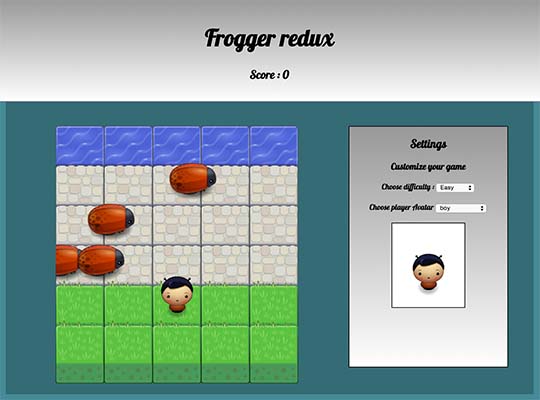 Frogger redux
Score : 0
Settings
Customize your game
Choose difficulty : Easy
Choose player Avatar boy